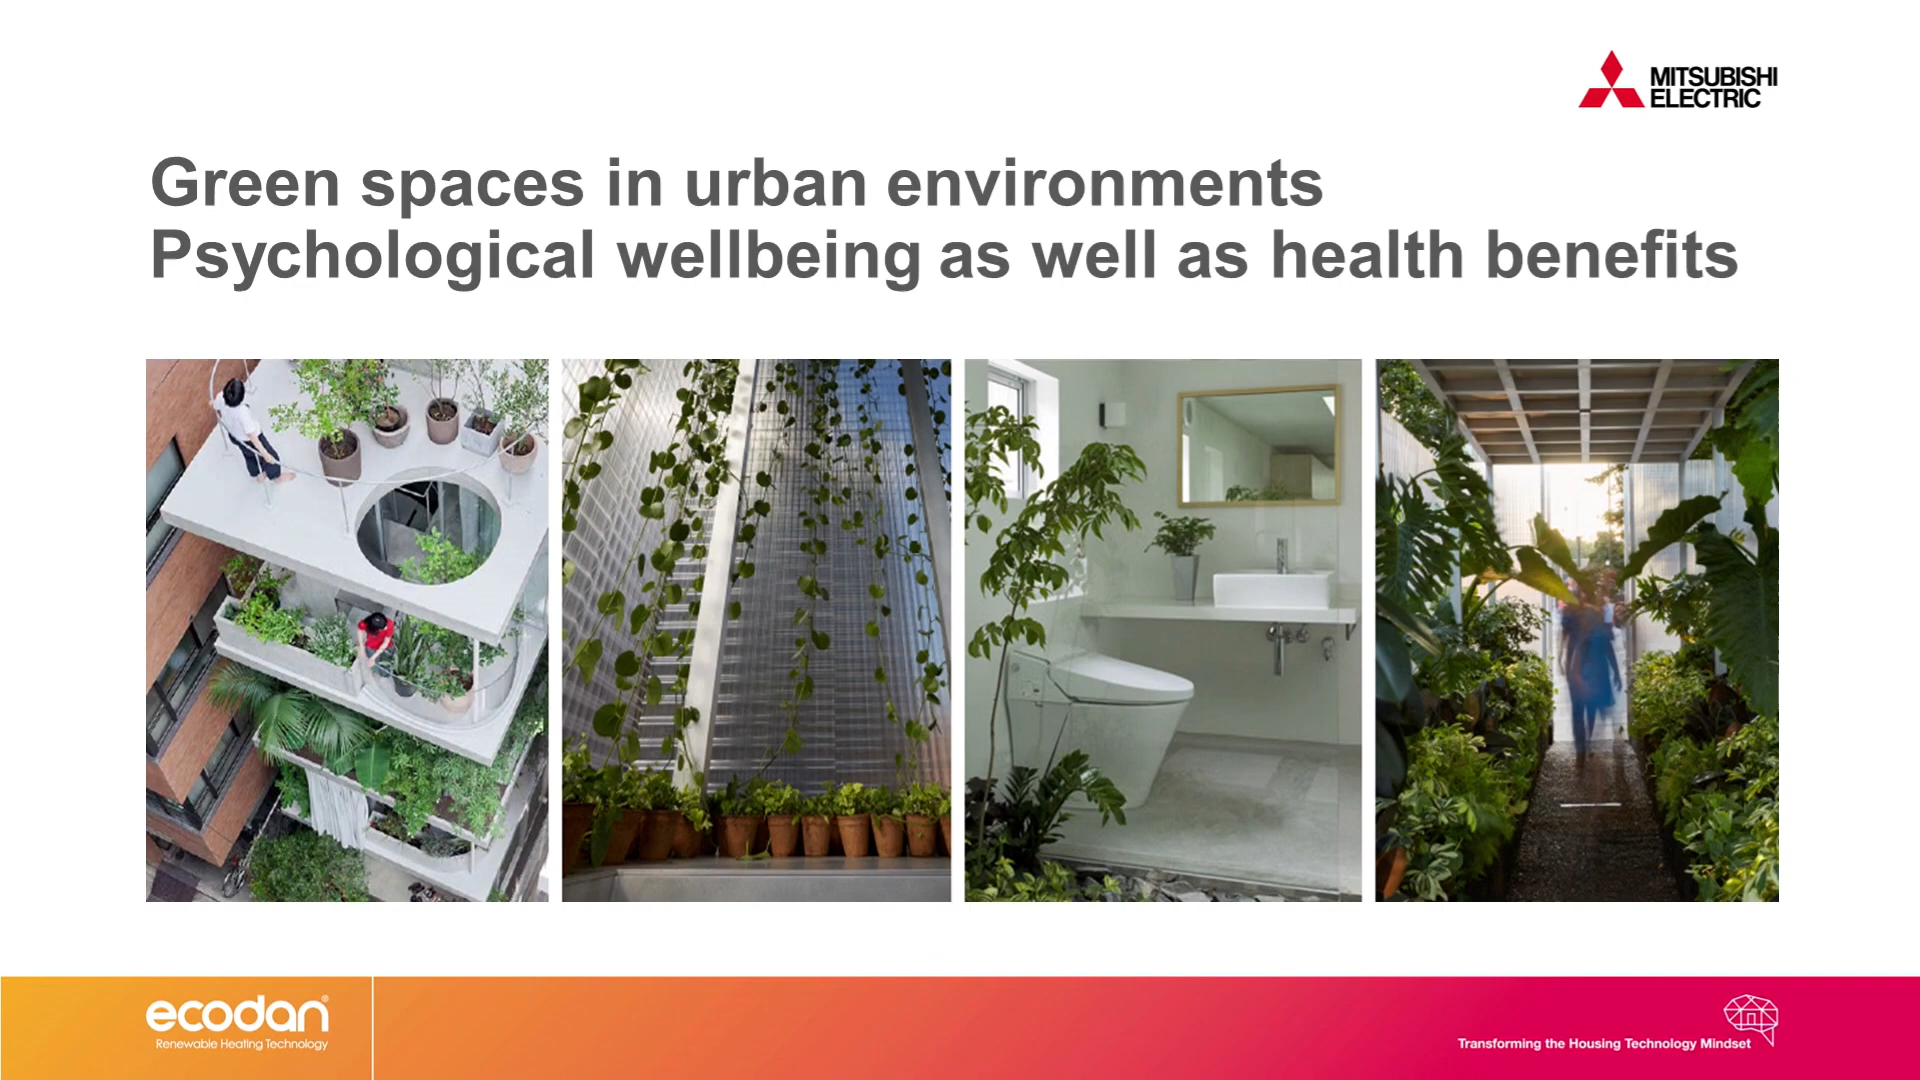 MITSUBISHI
ELECTRIC
Green spaces in urban environments
Psychological wellbeing as well as health benefits
ecodan®
Renewable Heating Technology
Transforming the Housing Technology Mindset